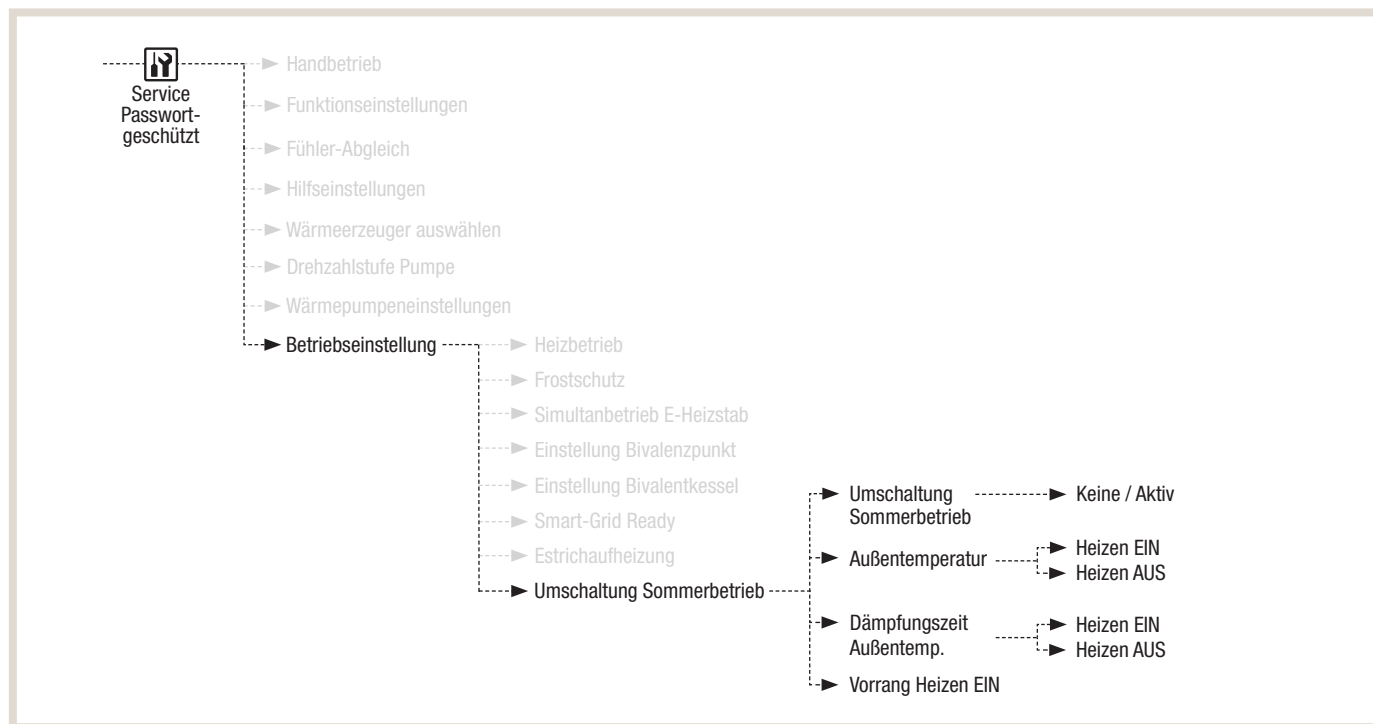 Service
Passwort-
geschützt
Handbetrieb
Funktionseinstellungen
Fühler-Abgleich
Hilfseinstellungen
Wärmeerzeuger auswählen
Drehzahlstufe Pumpe
Wärmepumpeneinstellungen
Betriebseinstellung
Heizbetrieb
Frostschutz
Simultanbetrieb E-Heizstab
Einstellung Bivalenzpunkt
Einstellung Bivalentkessel
Smart-Grid Ready
Estrichaufheizung
Umschaltung Sommerbetrieb
Umschaltung
Sommerbetrieb
Keine / Aktiv
Außentemperatur
Heizen EIN
Heizen AUS
Dämpfungszeit
Außentemp.
Heizen EIN
Heizen AUS
Vorrang Heizen EIN